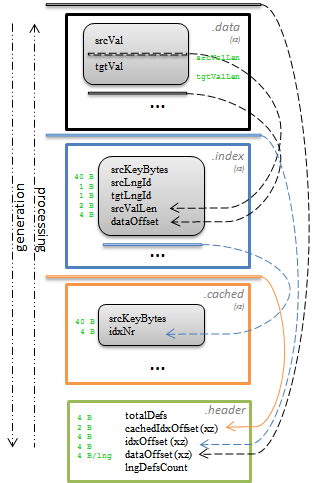 .data
(xz)
srcVal
srcValLen
tgtVal
tgtValLen
...
.index
(xz)
srcKeyBytes
40 B
srcLngId
1 B
tgtLngId
1 B
srcValLen
2 B
dataOffset
4 B
...
generation
processing
.cached
(xz)
srcKeyBytes
40 B
idxNr
4 B
...
.header
totalDefs
4 B
cachedIdxOffset(xz)
2 B
idxOffset(xz)
4 B
dataOffset(xz)
4 B
lngDefsCount
4 B/lng